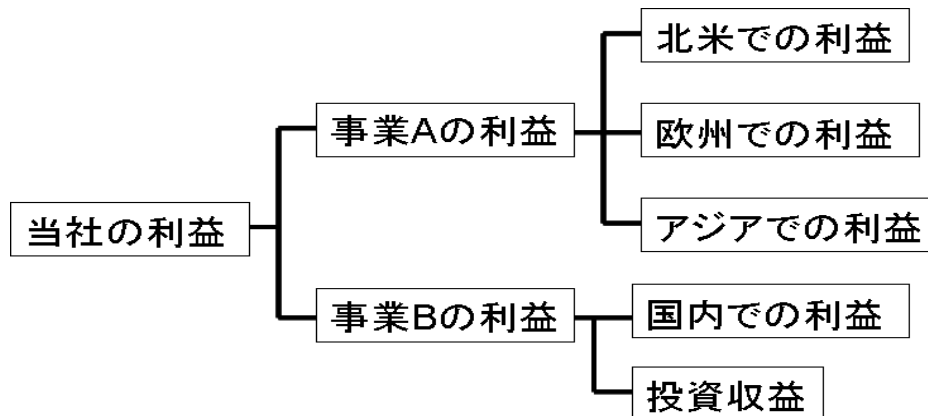 当社の利益
事業Aの利益
北米での利益
欧州での利益
アジアでの利益
事業Bの利益
国内での利益
投資収益